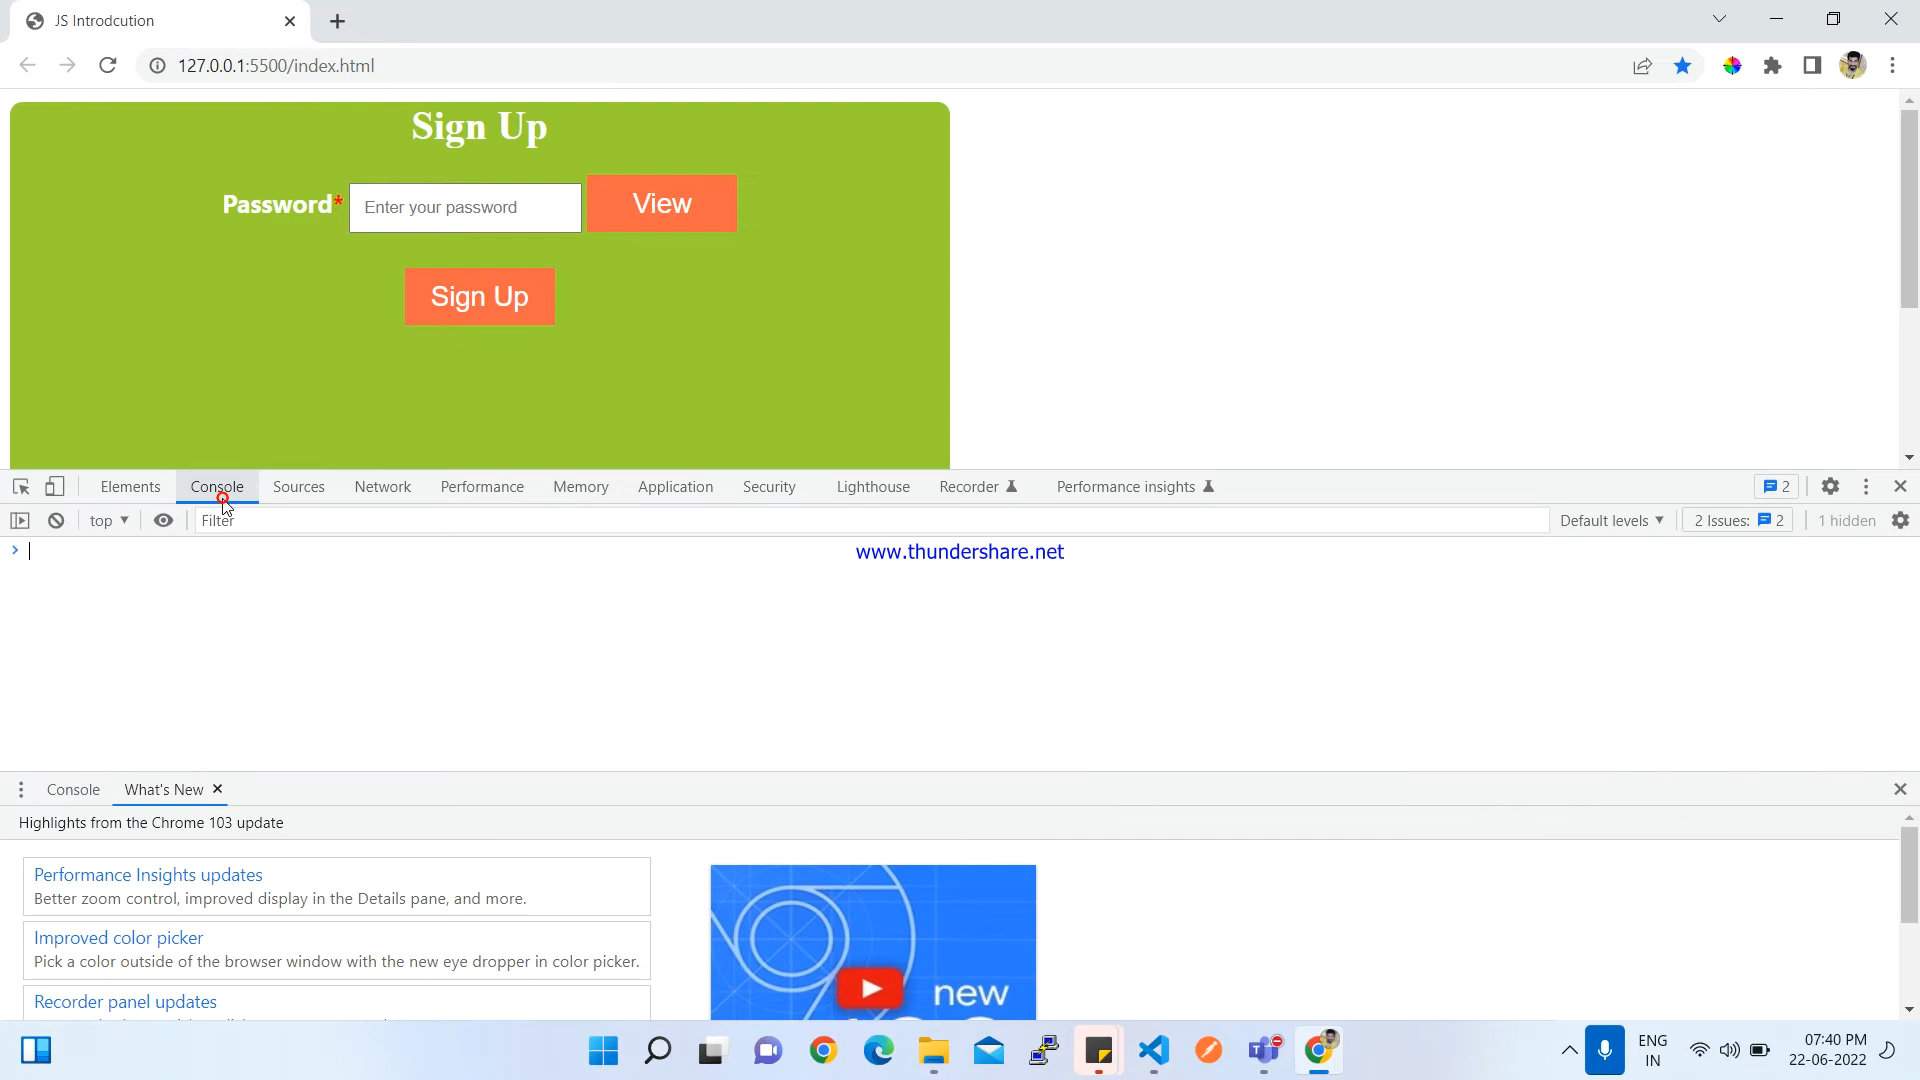 JS Introdcution
127.0.0.1:5500/index.html
Sign Up
Password* Enter your password View
Sign Up
Elements Console Sources Network Performance Memory Application Security Lighthouse Recorder Performance insights 2
top Filter Default levels 2 Issues: 2 1 hidden
www.thundershare.net
Console What's New
Highlights from the Chrome 103 update
Performance Insights updates
Better zoom control, improved display in the Details pane, and more.
Improved color picker
Pick a color outside of the browser window with the new eye dropper in color picker.
Recorder panel updates
new
ENG 07:40 PM
IN 22-06-2022